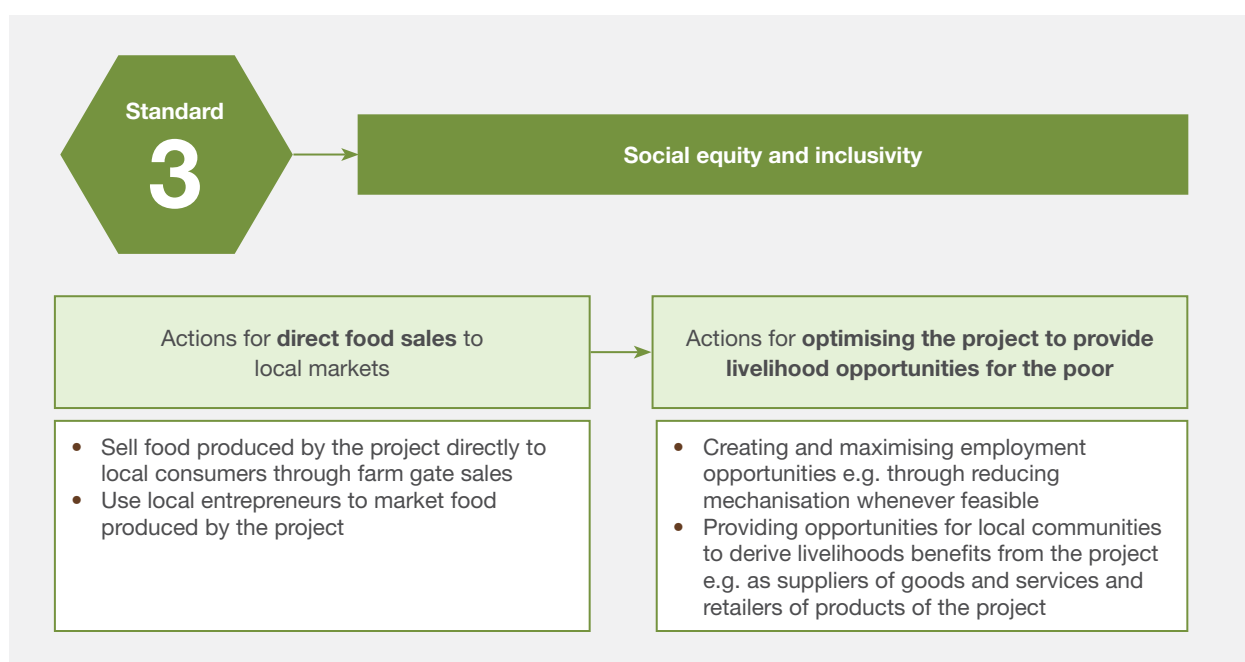 Standard
3
Social equity and inclusivity
Actions for direct food sales to
local markets
Actions for optimising the project to provide
livelihood opportunities for the poor
• Sell food produced by the project directly to
local consumers through farm gate sales
• Use local entrepreneurs to market food
produced by the project
• Creating and maximising employment
opportunities e.g. through reducing
mechanisation whenever feasible
• Providing opportunities for local communities
to derive livelihoods benefits from the project
e.g. as suppliers of goods and services and
retailers of products of the project